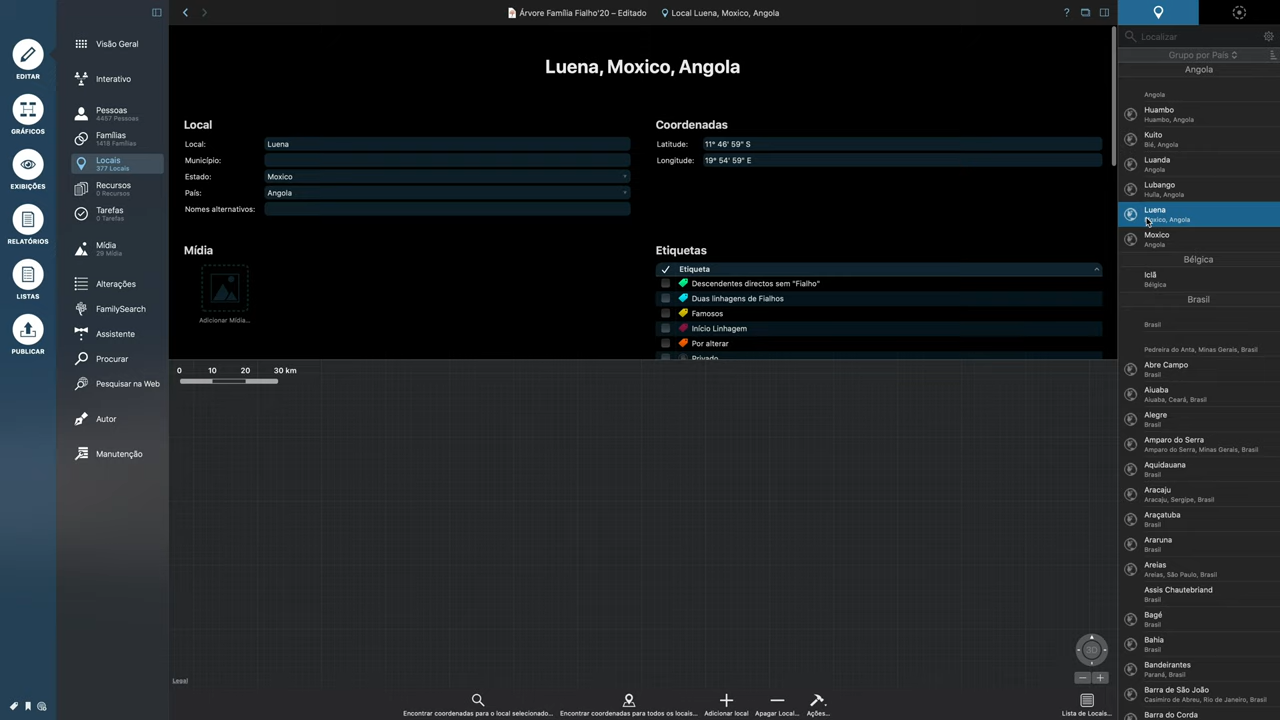 Árvore Família Fialho'20 – Editado
Local Luena, Moxico, Angola
?
EDITAR
GRÁFICOS
EXIBIÇÕES
RELATÓRIOS
LISTAS
PUBLICAR
Visão Geral
Interativo
Pessoas
4457 Pessoas
Famílias
1418 Famílias
Locais
377 Locais
Recursos
0 Recursos
Tarefas
0 Tarefas
Mídia
29 Mídia
Alterações
FamilySearch
Assistente
Procurar
Pesquisar na Web
Autor
Manutenção
Luena, Moxico, Angola
Local
Local: Luena
Município:
Estado: Moxico
País: Angola
Nomes alternativos:
Coordenadas
Latitude: 11° 46' 59" S
Longitude: 19° 54' 59" E
Mídia
Adicionar Mídia...
Etiquetas
Etiqueta
Descendentes directos sem "Fialho"
Duas linhagens de Fialhos
Famosos
Início Linhagem
Por alterar
Privado
0 10 20 30 km
3D
Legal
Encontrar coordenadas para o local selecionado...
Encontrar coordenadas para todos os locais...
Adicionar local
Apagar Local...
Ações...
Lista de Locais...
Localizar
Grupo por País
Angola
Angola
Huambo
Huambo, Angola
Kuito
Bié, Angola
Luanda
Angola
Lubango
Huíla, Angola
Luena
Moxico, Angola
Moxico
Angola
Bélgica
Iclã
Bélgica
Brasil
Brasil
Pedreira do Anta, Minas Gerais, Brasil
Abre Campo
Brasil
Aiuaba
Aiuaba, Ceará, Brasil
Alegre
Brasil
Amparo do Serra
Amparo do Serra, Minas Gerais, Brasil
Aquidauana
Brasil
Aracaju
Aracaju, Sergipe, Brasil
Araçatuba
Brasil
Araruna
Brasil
Areias
Areias, São Paulo, Brasil
Assis Chautebriand
Brasil
Bagé
Brasil
Bahia
Brasil
Bandeirantes
Paraná, Brasil
Barra de São João
Casimiro de Abreu, Rio de Janeiro, Brasil
Barra do Corda